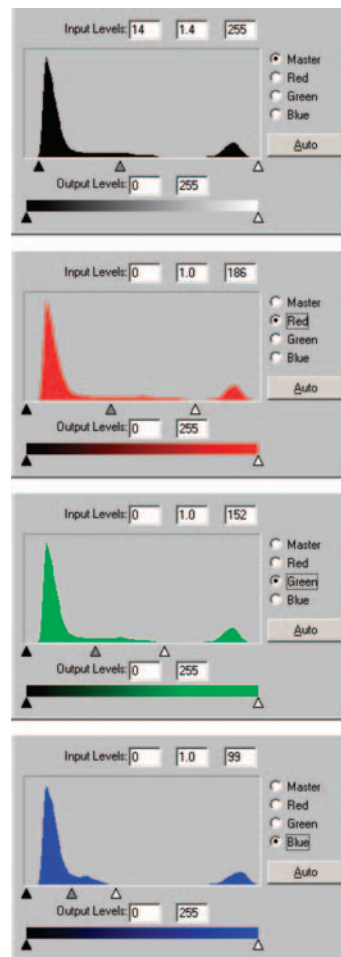 Input Levels: 14 1.4 255
Master
Red
Green
Blue
Auto
Output Levels: 0 255
Input Levels: 0 1.0 186
Master
Red
Green
Blue
Auto
Output Levels: 0 255
Input Levels: 0 1.0 152
Master
Red
Green
Blue
Auto
Output Levels: 0 255
Input Levels: 0 1.0 99
Master
Red
Green
Blue
Auto
Output Levels: 0 255